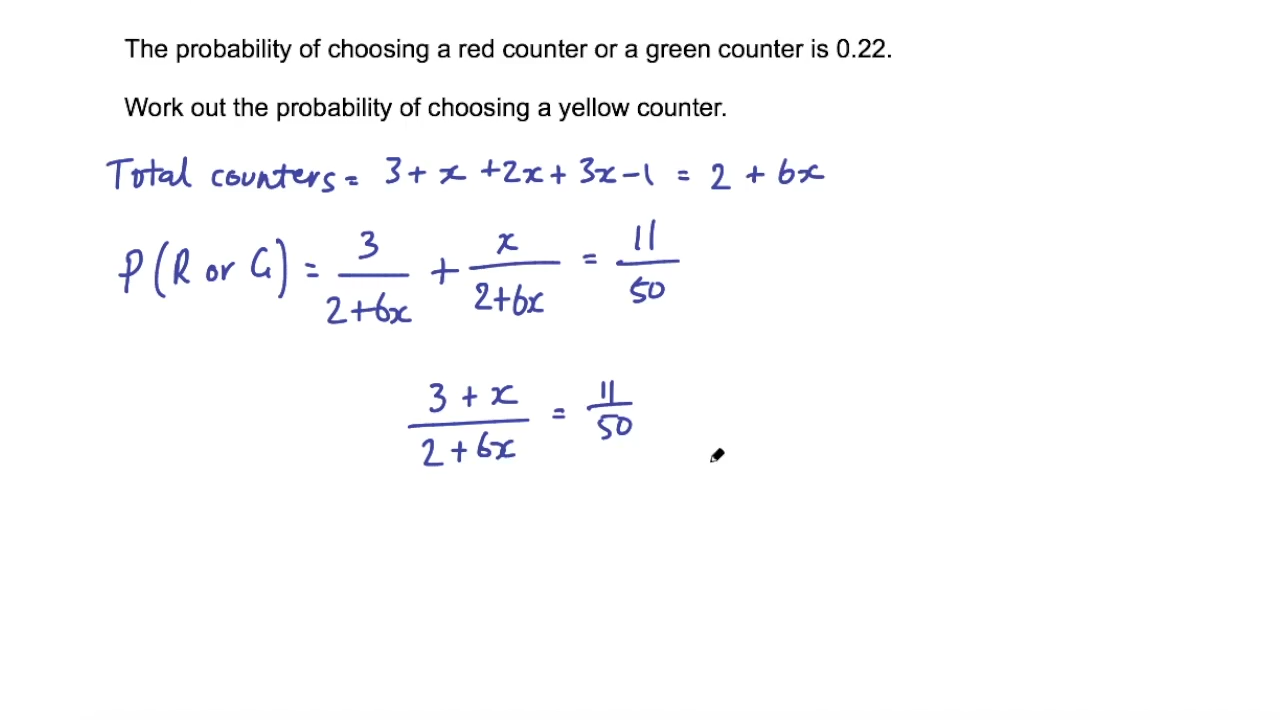 The probability of choosing a red counter or a green counter is 0.22.
Work out the probability of choosing a yellow counter.
Total counters = 3 + x + 2x + 3x - 1 = 2 + 6x
P(R or G) = 3/(2+6x) + x/(2+6x) = 11/50
(3 + x)/(2 + 6x) = 11/50